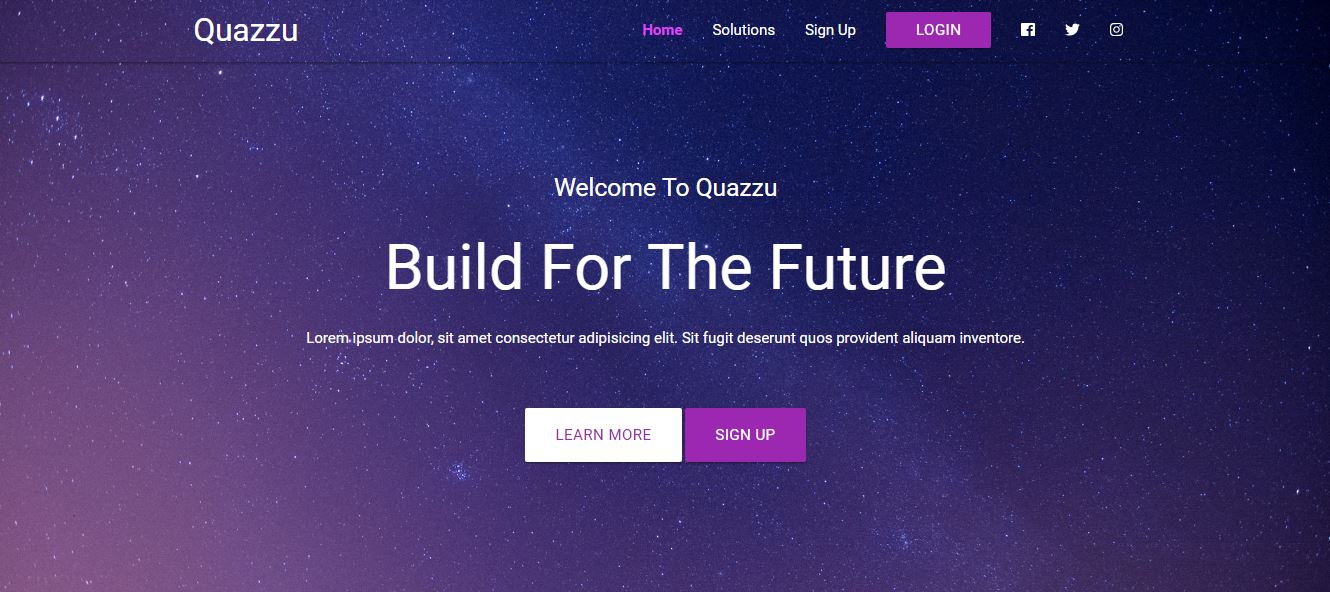 Quazzu
Home Solutions Sign Up LOGIN
Welcome To Quazzu
Build For The Future
Lorem ipsum dolor, sit amet consectetur adipisicing elit. Sit fugit deserunt quos provident aliquam inventore.
LEARN MORE SIGN UP